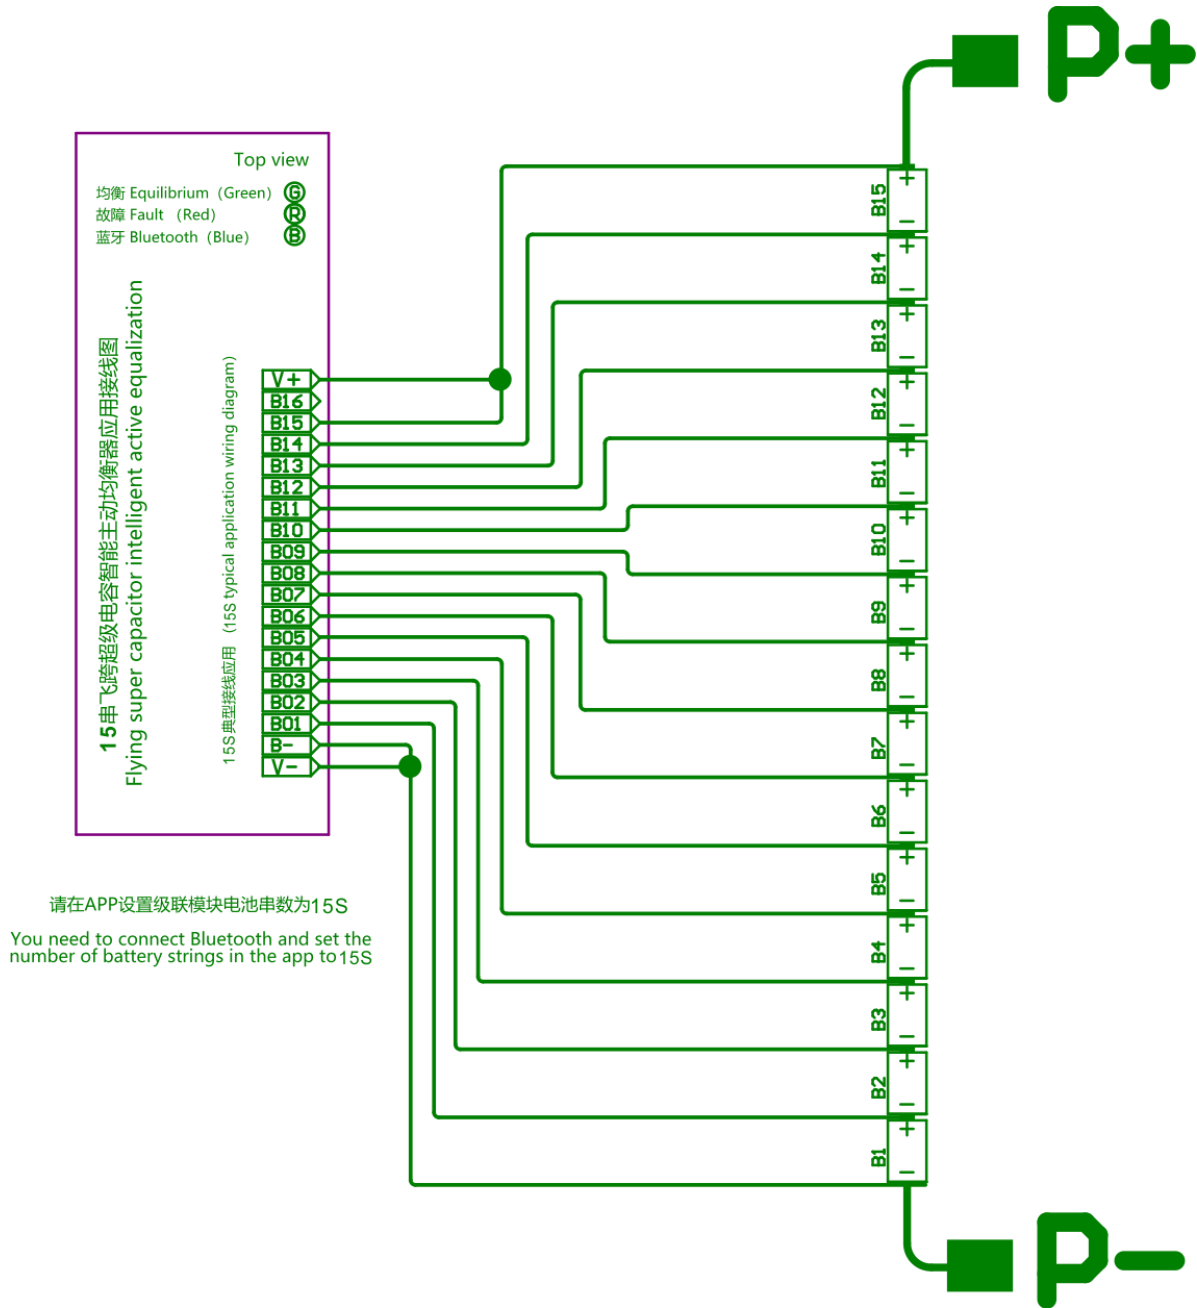 P+
Top view
均衡 Equilibrium（Green） G
故障 Fault （Red） R
蓝牙 Bluetooth（Blue） B
15串飞跨超级电容智能主动均衡器应用接线图
Flying super capacitor intelligent active equalization
15S典型接线应用 （15S typical application wiring diagram）
V+
B16
B15
B14
B13
B12
B11
B10
B09
B08
B07
B06
B05
B04
B03
B02
B01
B-
V-
B15 + −
B14 + −
B13 + −
B12 + −
B11 + −
B10 + −
B9 + −
B8 + −
B7 + −
B6 + −
B5 + −
B4 + −
B3 + −
B2 + −
B1 + −
请在APP设置级联模块电池串数为15S
You need to connect Bluetooth and set the
number of battery strings in the app to 15S
P−